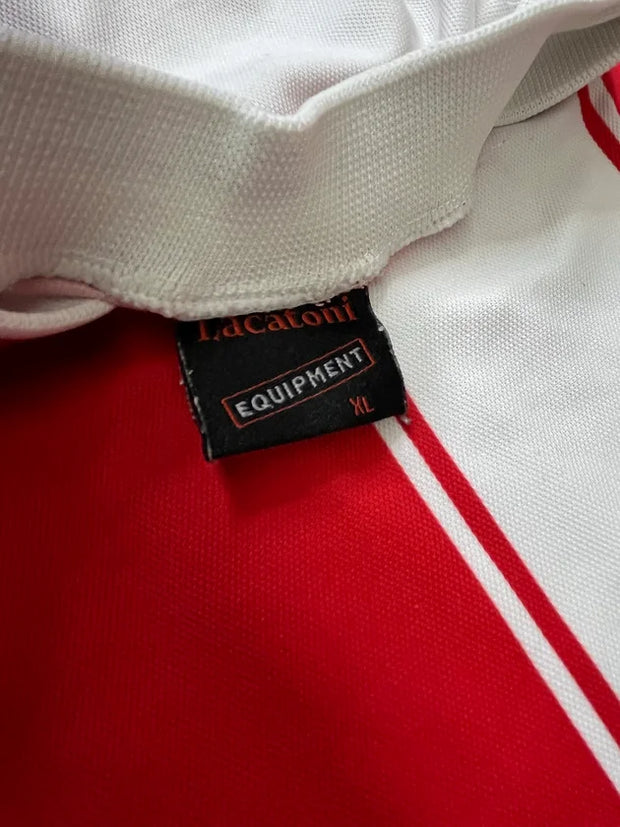 Lacatoni
EQUIPMENT
XL